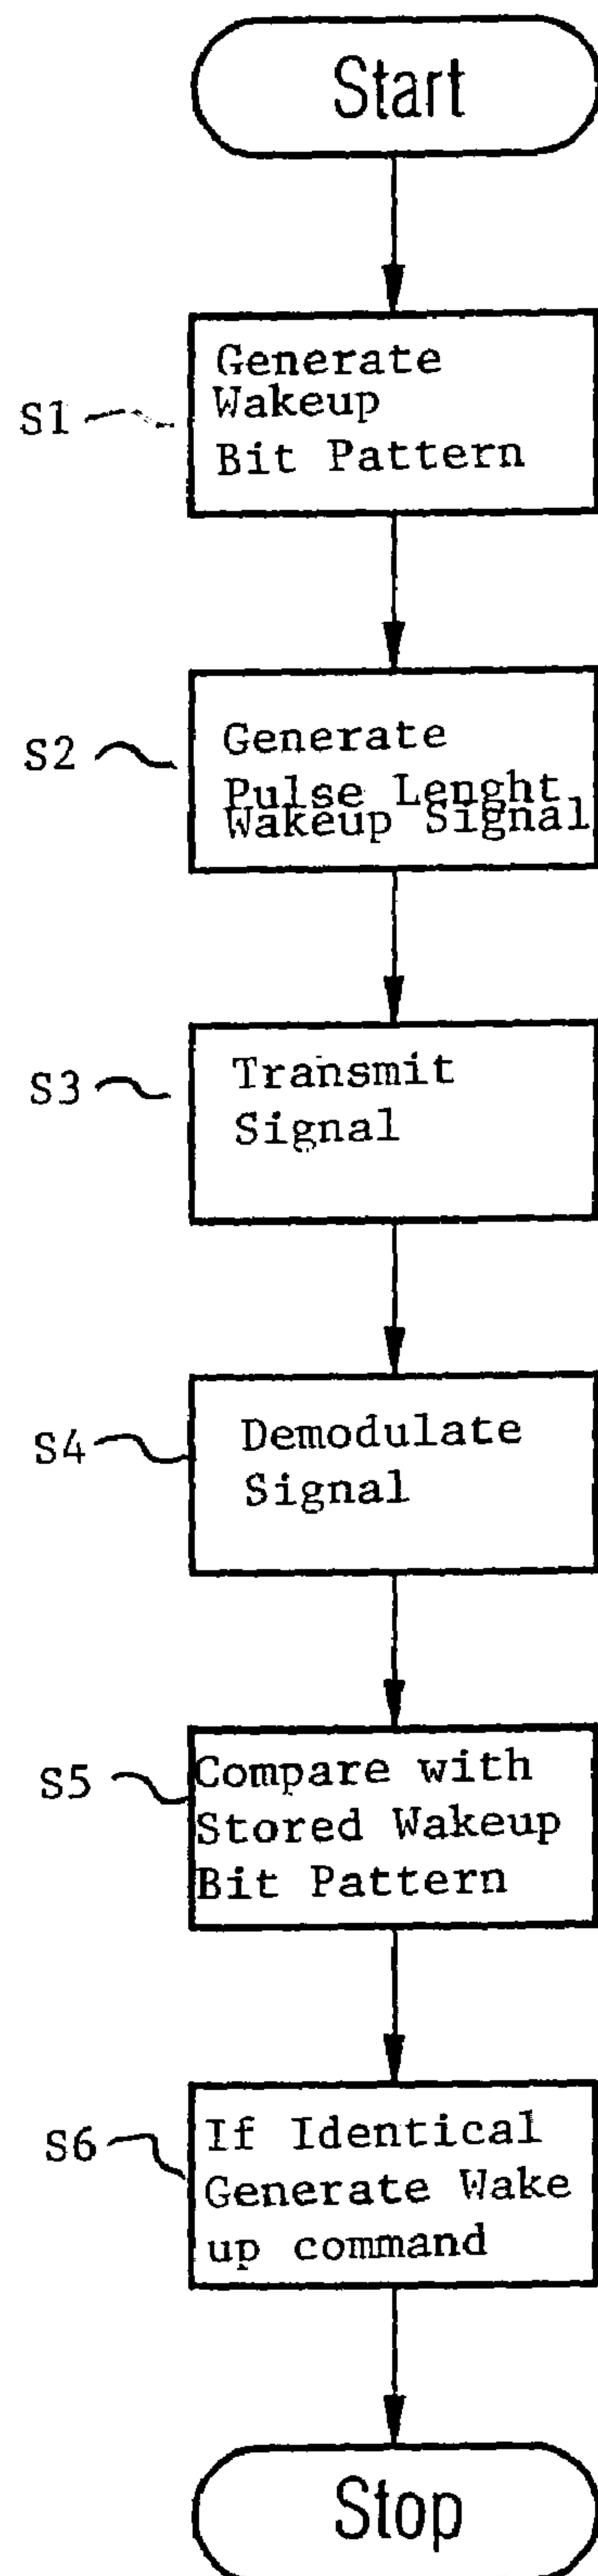 Start
S1
Generate
Wakeup
Bit Pattern
S2
Generate
Pulse Lenght
Wakeup Signal
S3
Transmit
Signal
S4
Demodulate
Signal
S5
Compare with
Stored Wakeup
Bit Pattern
S6
If Identical
Generate Wake
up command
Stop